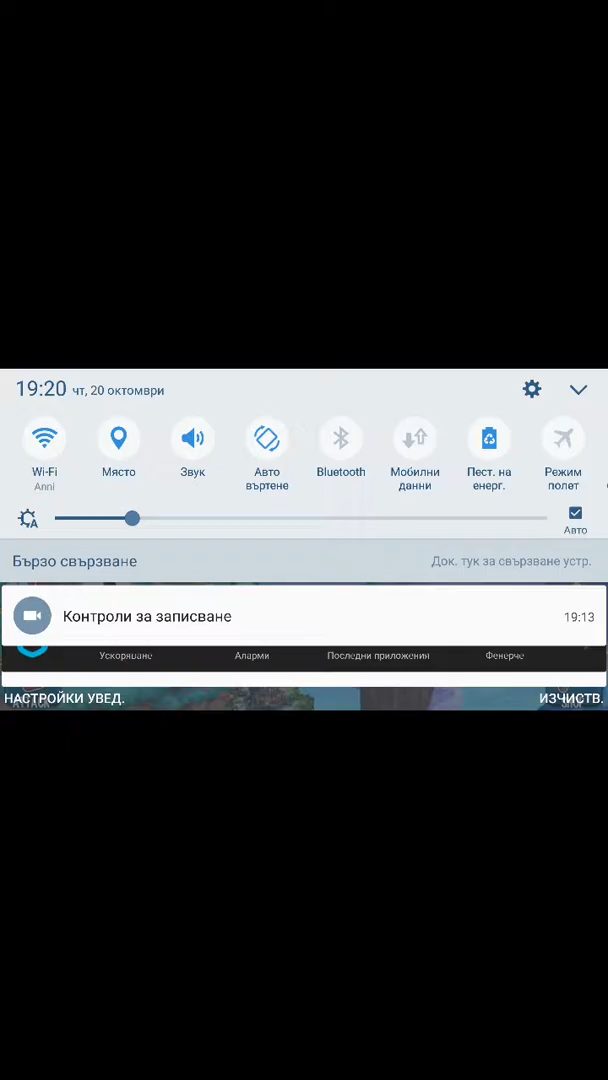 19:20 чт, 20 октомври
Wi-Fi
Anni
Място
Звук
Авто
въртене
Bluetooth
Мобилни
данни
Пест. на
енерг.
Режим
полет
Авто
Бързо свързване
Док. тук за свързване устр.
Контроли за записване
19:13
Ускоряване
Аларми
Последни приложения
Фенерче
НАСТРОЙКИ УВЕД.
ИЗЧИСТВ.
ATTACK
SHOP